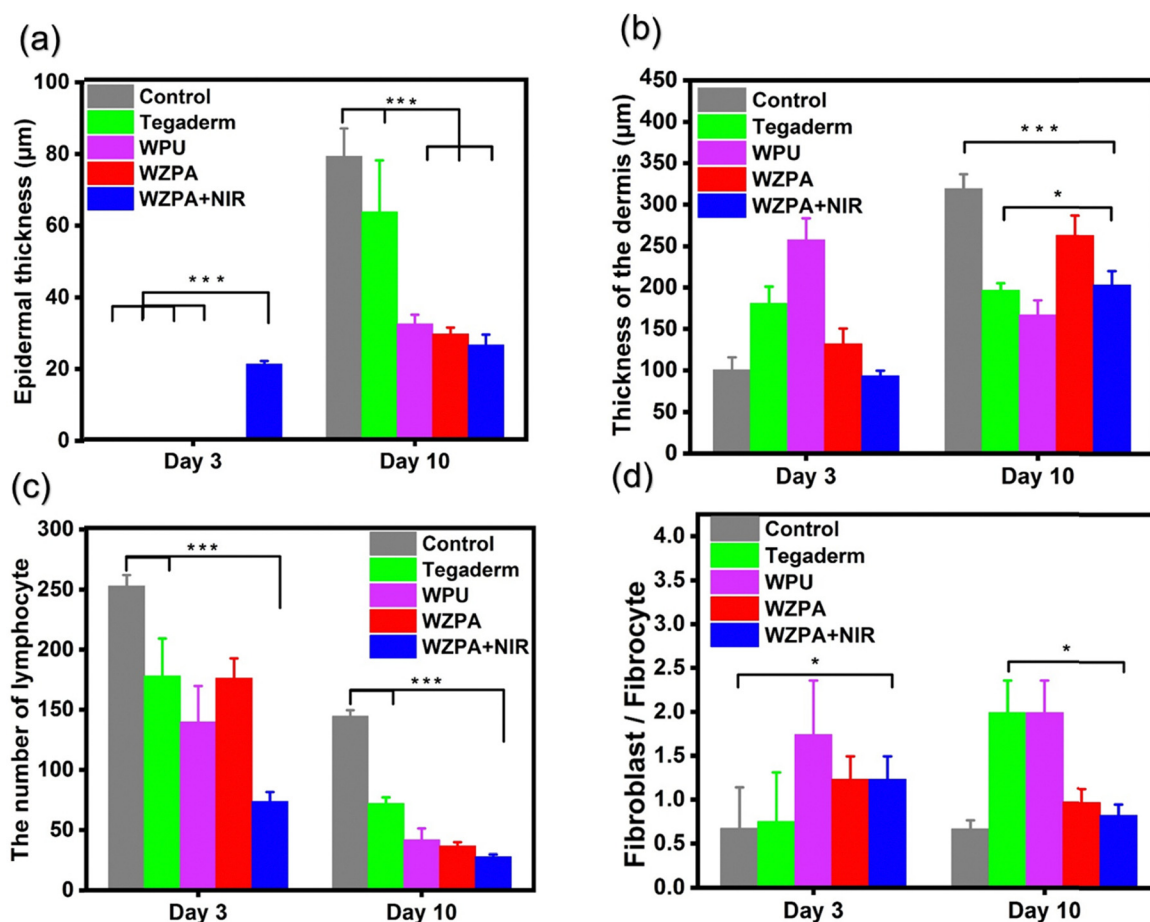 (a)
Epidermal thickness (µm)
100
80
60
40
20
0
Control
Tegaderm
WPU
WZPA
WZPA+NIR
***
***
Day 3
Day 10
(b)
Thickness of the dermis (µm)
450
400
350
300
250
200
150
100
50
0
Control
Tegaderm
WPU
WZPA
WZPA+NIR
***
*
Day 3
Day 10
(c)
The number of lymphocyte
300
250
200
150
100
50
0
Control
Tegaderm
WPU
WZPA
WZPA+NIR
***
***
Day 3
Day 10
(d)
Fibroblast / Fibrocyte
4.0
3.5
3.0
2.5
2.0
1.5
1.0
0.5
0.0
Control
Tegaderm
WPU
WZPA
WZPA+NIR
*
*
Day 3
Day 10